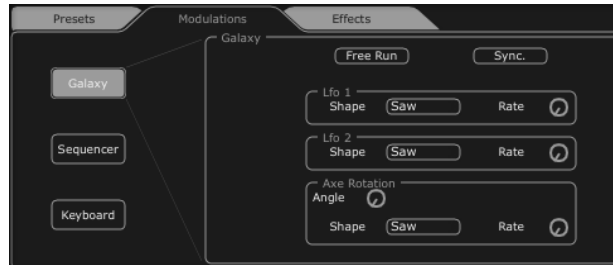 Presets Modulations Effects
Galaxy
Free Run Sync.
Galaxy
Lfo 1
Shape Saw Rate
Lfo 2
Sequencer Shape Saw Rate
Axe Rotation
Angle
Keyboard
Shape Saw Rate